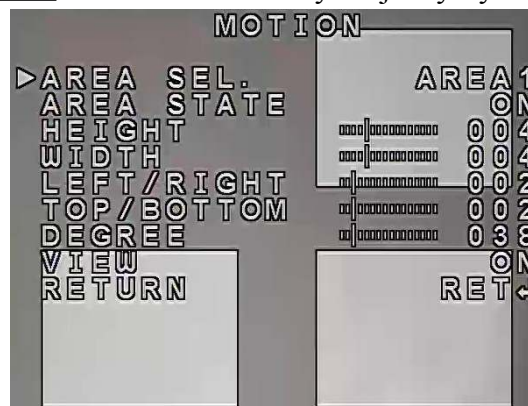 MOTION
▷AREA SEL. AREA1
AREA STATE ON
HEIGHT 004
WIDTH 004
LEFT/RIGHT 002
TOP/BOTTOM 002
DEGREE 038
VIEW ON
RETURN RET↵